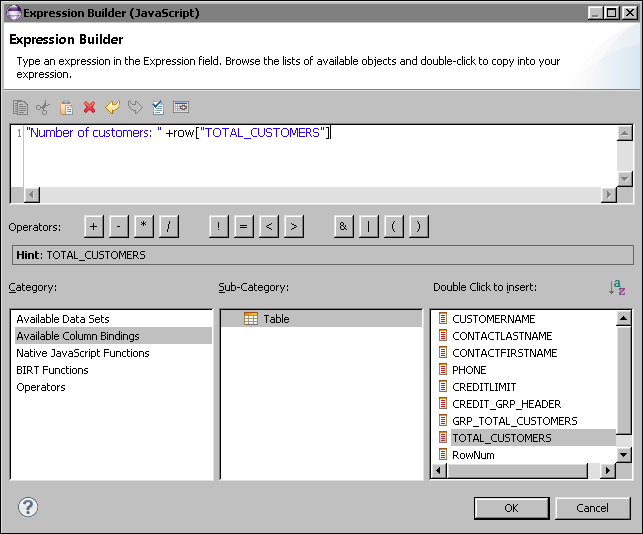 Expression Builder (JavaScript)
Expression Builder
Type an expression in the Expression field. Browse the lists of available objects and double-click to copy into your
expression.
1 "Number of customers: " +row["TOTAL_CUSTOMERS"]
Operators: + - * / ! = < > & | ( )
Hint: TOTAL_CUSTOMERS
Category:
Available Data Sets
Available Column Bindings
Native JavaScript Functions
BIRT Functions
Operators
Sub-Category:
Table
Double Click to insert:
CUSTOMERNAME
CONTACTLASTNAME
CONTACTFIRSTNAME
PHONE
CREDITLIMIT
CREDIT_GRP_HEADER
GRP_TOTAL_CUSTOMERS
TOTAL_CUSTOMERS
RowNum
? OK Cancel